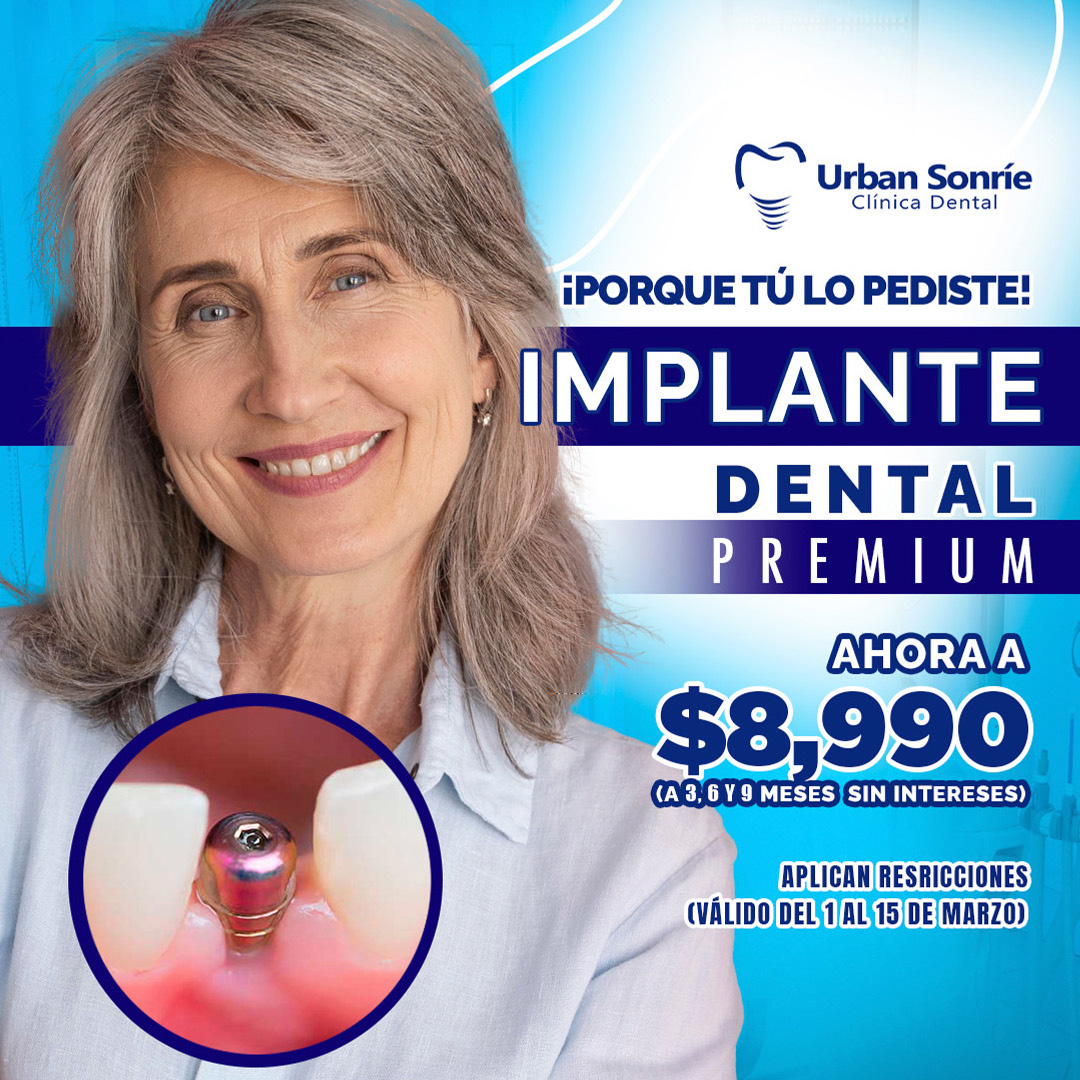 Urban Sonríe
Clínica Dental
¡PORQUE TÚ LO PEDISTE!
IMPLANTE
DENTAL
PREMIUM
AHORA A
$8,990
(A 3, 6 Y 9 MESES SIN INTERESES)
APLICAN RESRICCIONES
(VÁLIDO DEL 1 AL 15 DE MARZO)